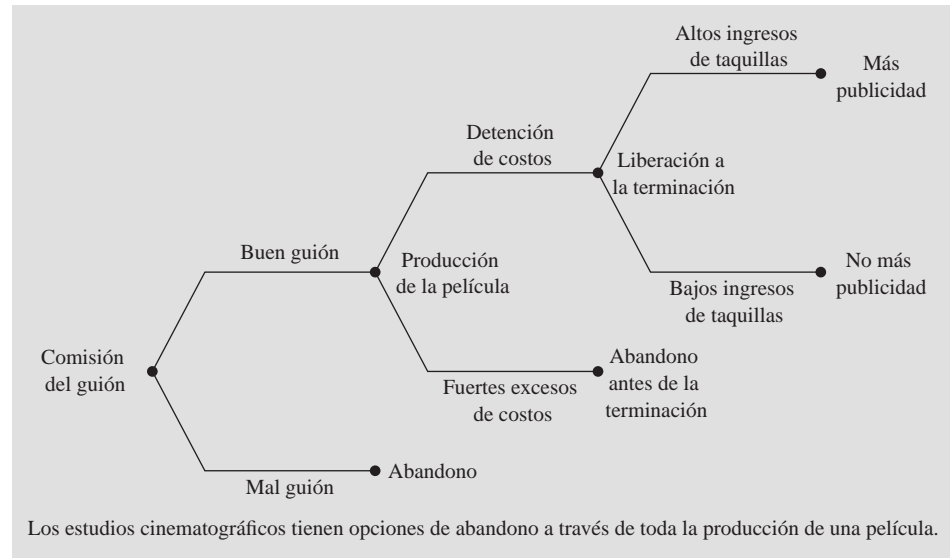 Altos ingresos
de taquillas
Más
publicidad
Detención
de costos
Liberación a
la terminación
Buen guión
Producción
de la película
Bajos ingresos
de taquillas
No más
publicidad
Comisión
del guión
Fuertes excesos
de costos
Abandono
antes de la
terminación
Mal guión
Abandono
Los estudios cinematográficos tienen opciones de abandono a través de toda la producción de una película.